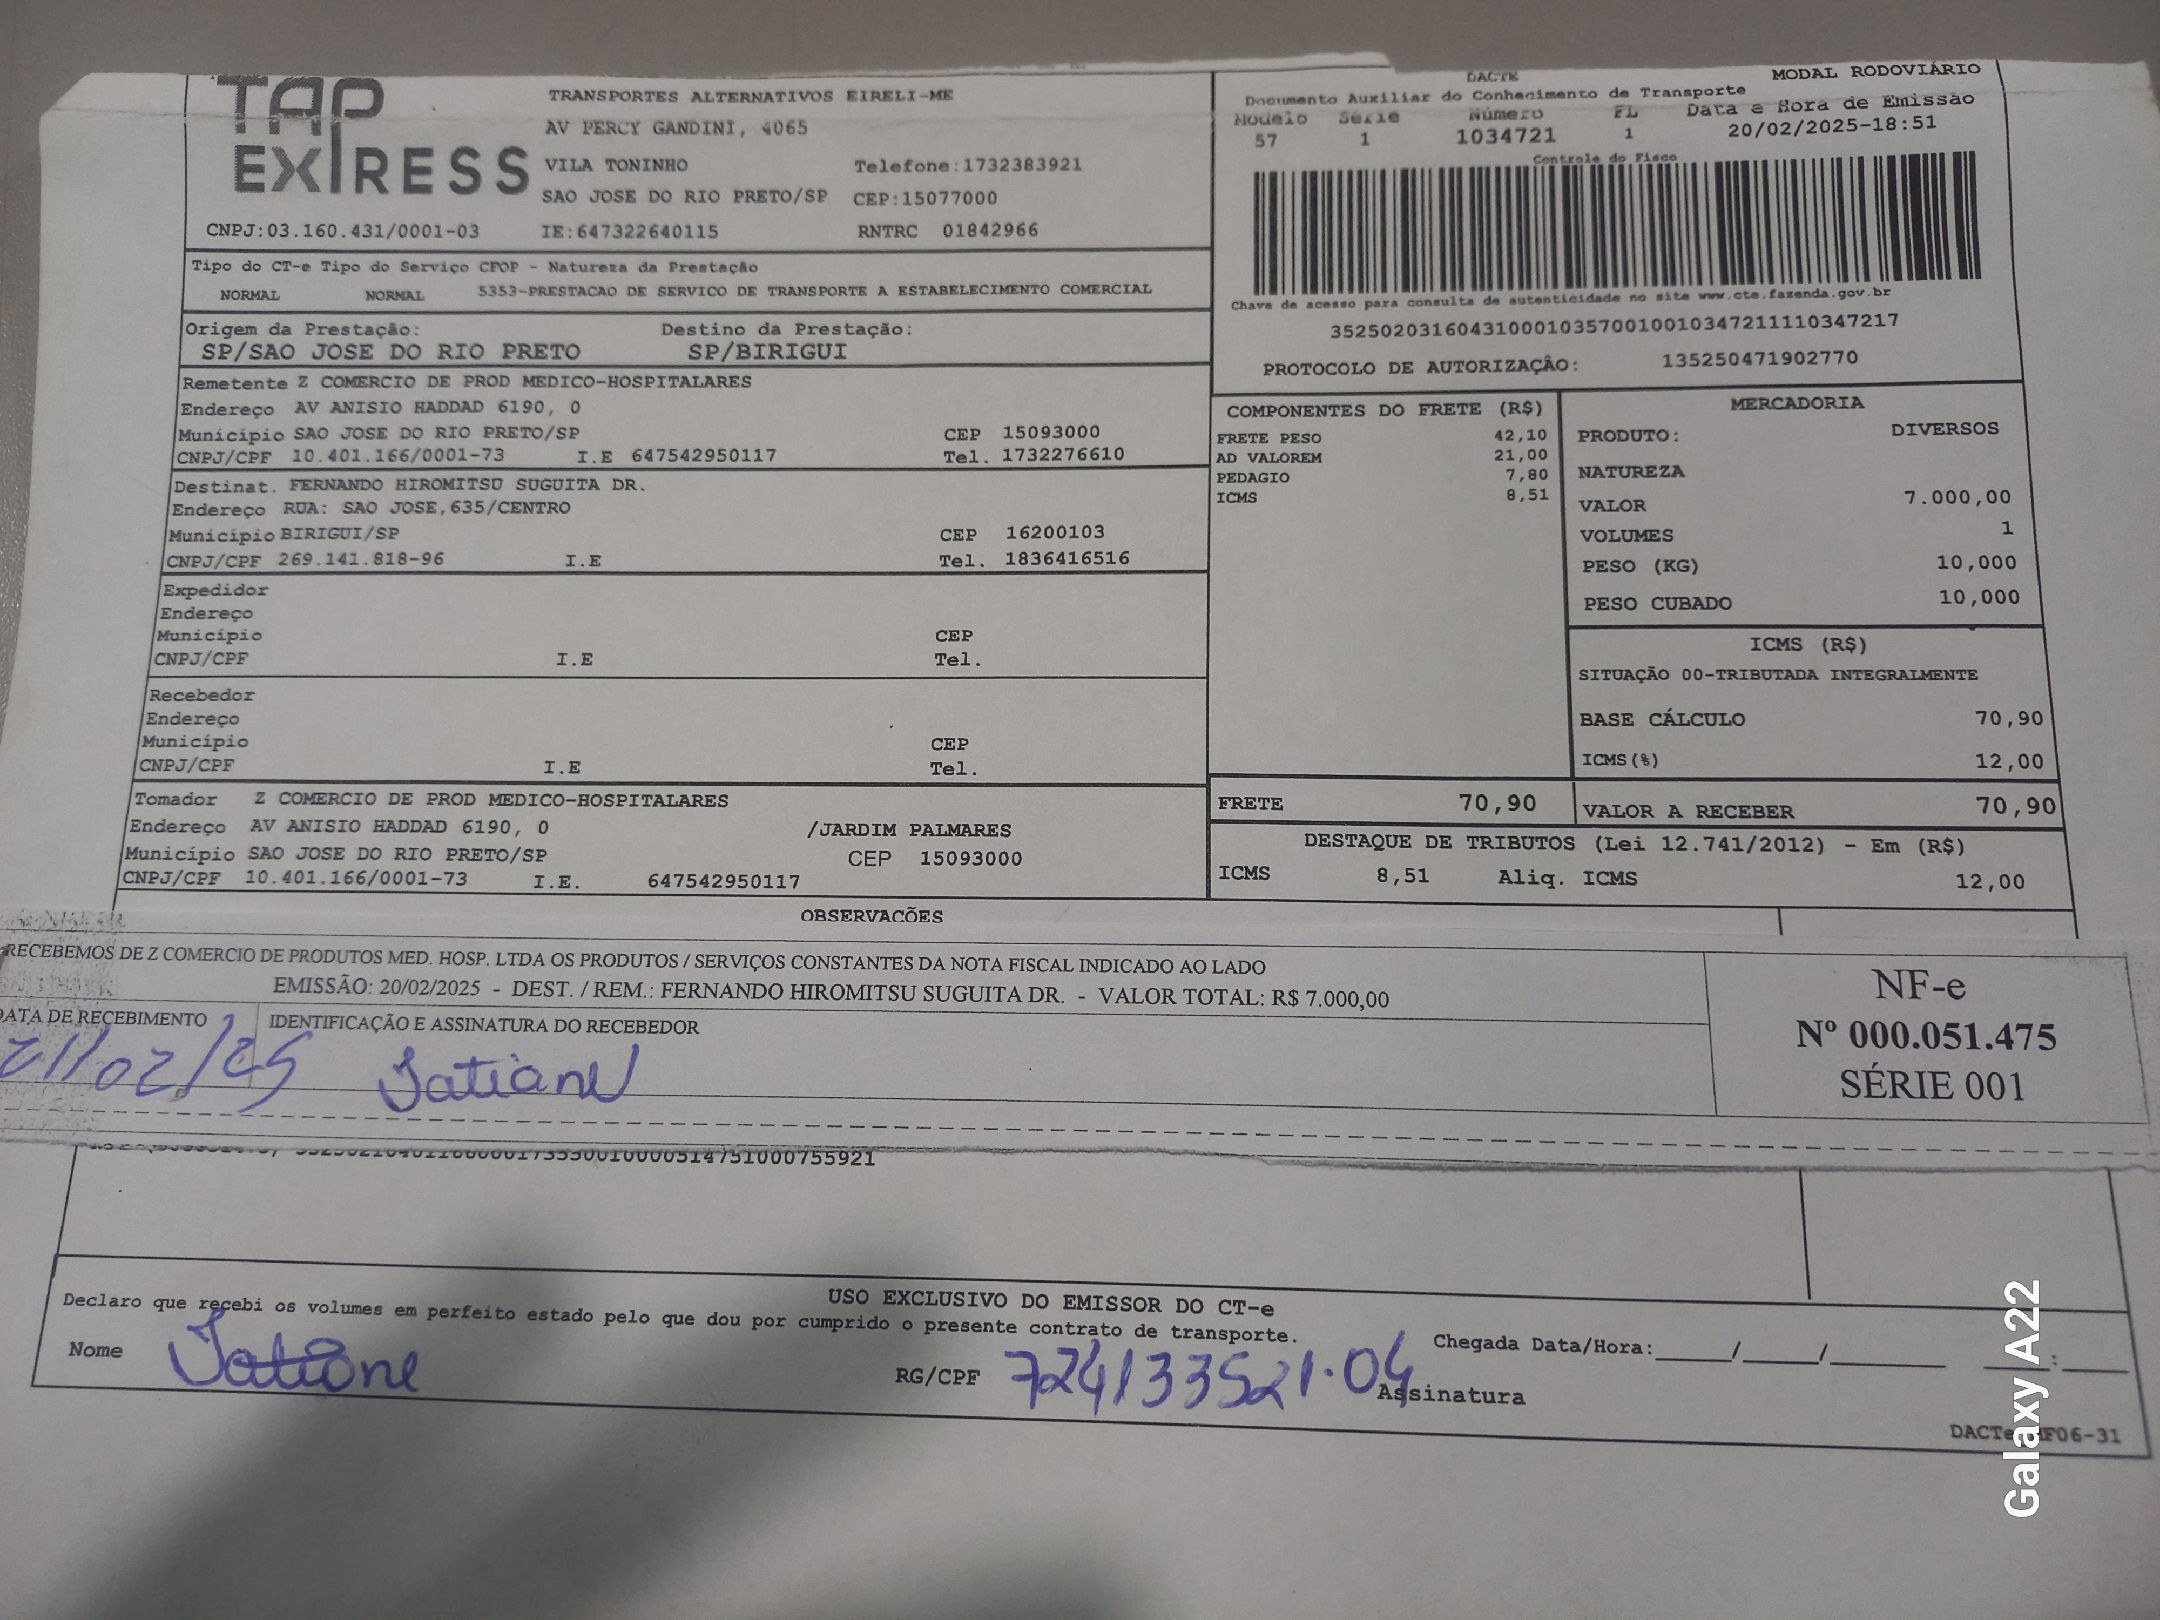 TAP EXPRESS
TRANSPORTES ALTERNATIVOS EIRELI-ME
AV PERCY GANDINI, 4065
VILA TONINHO Telefone:1732383921
SAO JOSE DO RIO PRETO/SP CEP:15077000
CNPJ:03.160.431/0001-03 IE:647322640115 RNTRC 01842966
DACTE MODAL RODOVIÁRIO
Documento Auxiliar do Conhecimento de Transporte
Modelo Série Número FL Data e Hora de Emissão
57 1 1034721 1 20/02/2025-18:51
Controle do Fisco
Chave de acesso para consulta de autenticidade no site www.cte.fazenda.gov.br
35250203160431000103570010010347211110347217
PROTOCOLO DE AUTORIZAÇÂO: 135250471902770
Tipo do CT-e Tipo do Serviço CFOP - Natureza da Prestação
NORMAL NORMAL 5353-PRESTACAO DE SERVICO DE TRANSPORTE A ESTABELECIMENTO COMERCIAL
Origem da Prestação: Destino da Prestação:
SP/SAO JOSE DO RIO PRETO SP/BIRIGUI
Remetente Z COMERCIO DE PROD MEDICO-HOSPITALARES
Endereço AV ANISIO HADDAD 6190, 0
Município SAO JOSE DO RIO PRETO/SP CEP 15093000
CNPJ/CPF 10.401.166/0001-73 I.E 647542950117 Tel. 1732276610
Destinat. FERNANDO HIROMITSU SUGUITA DR.
Endereço RUA: SAO JOSE,635/CENTRO
Município BIRIGUI/SP CEP 16200103
CNPJ/CPF 269.141.818-96 I.E Tel. 1836416516
Expedidor
Endereço
Município CEP
CNPJ/CPF I.E Tel.
Recebedor
Endereço
Município CEP
CNPJ/CPF I.E Tel.
Tomador Z COMERCIO DE PROD MEDICO-HOSPITALARES
Endereço AV ANISIO HADDAD 6190, 0 /JARDIM PALMARES
Município SAO JOSE DO RIO PRETO/SP CEP 15093000
CNPJ/CPF 10.401.166/0001-73 I.E. 647542950117
COMPONENTES DO FRETE (R$)
FRETE PESO 42,10
AD VALOREM 21,00
PEDAGIO 7,80
ICMS 8,51
MERCADORIA
PRODUTO: DIVERSOS
NATUREZA
VALOR 7.000,00
VOLUMES 1
PESO (KG) 10,000
PESO CUBADO 10,000
ICMS (R$)
SITUAÇÃO 00-TRIBUTADA INTEGRALMENTE
BASE CÁLCULO 70,90
ICMS(%) 12,00
FRETE 70,90 VALOR A RECEBER 70,90
DESTAQUE DE TRIBUTOS (Lei 12.741/2012) - Em (R$)
ICMS 8,51 Aliq. ICMS 12,00
OBSERVACÕES
RECEBEMOS DE Z COMERCIO DE PRODUTOS MED. HOSP. LTDA OS PRODUTOS / SERVIÇOS CONSTANTES DA NOTA FISCAL INDICADO AO LADO
EMISSÃO: 20/02/2025 - DEST. / REM.: FERNANDO HIROMITSU SUGUITA DR. - VALOR TOTAL: R$ 7.000,00
DATA DE RECEBIMENTO IDENTIFICAÇÃO E ASSINATURA DO RECEBEDOR
21/02/25 Tatiane
NF-e
Nº 000.051.475
SÉRIE 001
USO EXCLUSIVO DO EMISSOR DO CT-e
Declaro que recebi os volumes em perfeito estado pelo que dou por cumprido o presente contrato de transporte.
Nome Tatiane RG/CPF 724133521.04 Assinatura
Chegada Data/Hora:_____/_____/________ ____:____
Galaxy A22